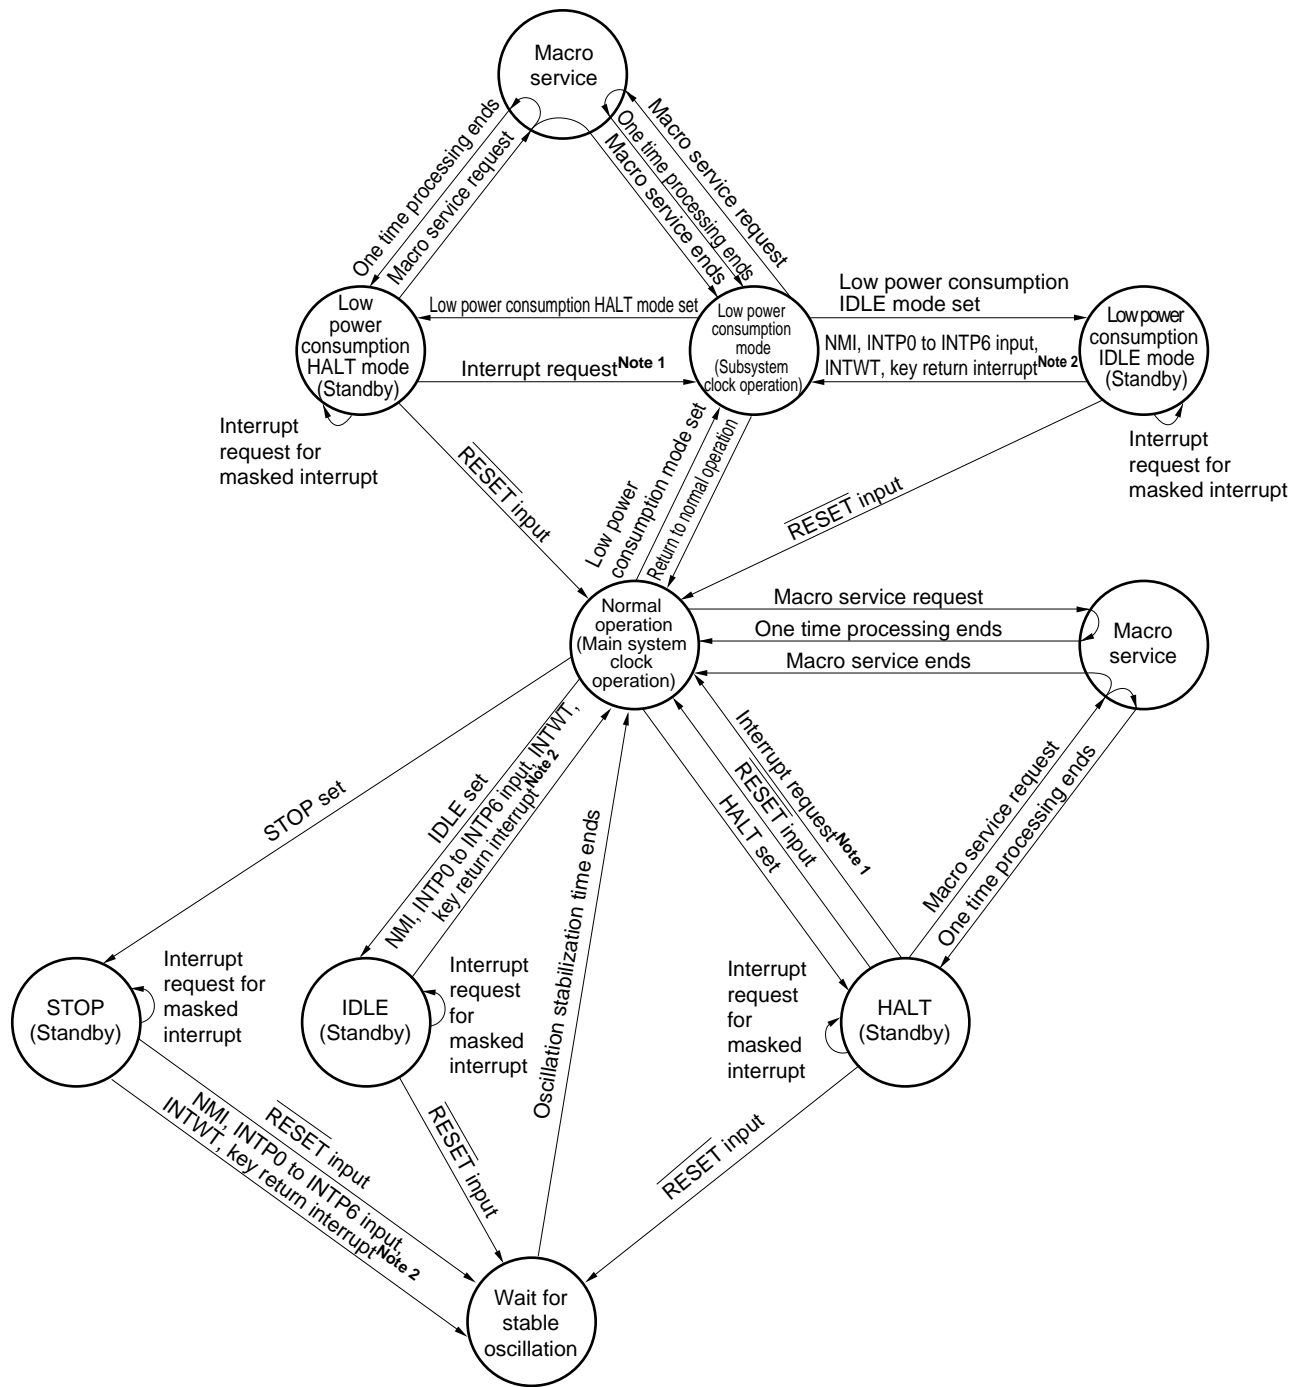 Macro
service
One time processing ends
Macro service request
Macro service request
One time processing ends
Macro service ends
Low
power
consumption
HALT mode
(Standby)
Low power consumption HALT mode set
Interrupt request Note 1
Low power
consumption
mode
(Subsystem
clock operation)
Low power consumption
IDLE mode set
NMI, INTP0 to INTP6 input,
INTWT, key return interrupt Note 2
Low power
consumption
IDLE mode
(Standby)
Interrupt
request for
masked interrupt
Interrupt
request for
masked interrupt
RESET input
Low power
consumption mode set
Return to normal operation
RESET input
Normal
operation
(Main system
clock
operation)
Macro service request
One time processing ends
Macro service ends
Macro
service
STOP set
IDLE set
NMI, INTP0 to INTP6 input, INTWT,
key return interrupt Note 2
Oscillation stabilization time ends
HALT set
RESET input
Interrupt request Note 1
Macro service request
One time processing ends
STOP
(Standby)
Interrupt
request for
masked
interrupt
IDLE
(Standby)
Interrupt
request
for
masked
interrupt
Interrupt
request
for
masked
interrupt
HALT
(Standby)
RESET input
NMI, INTP0 to INTP6 input,
INTWT, key return interrupt Note 2
RESET input
RESET input
Wait for
stable
oscillation